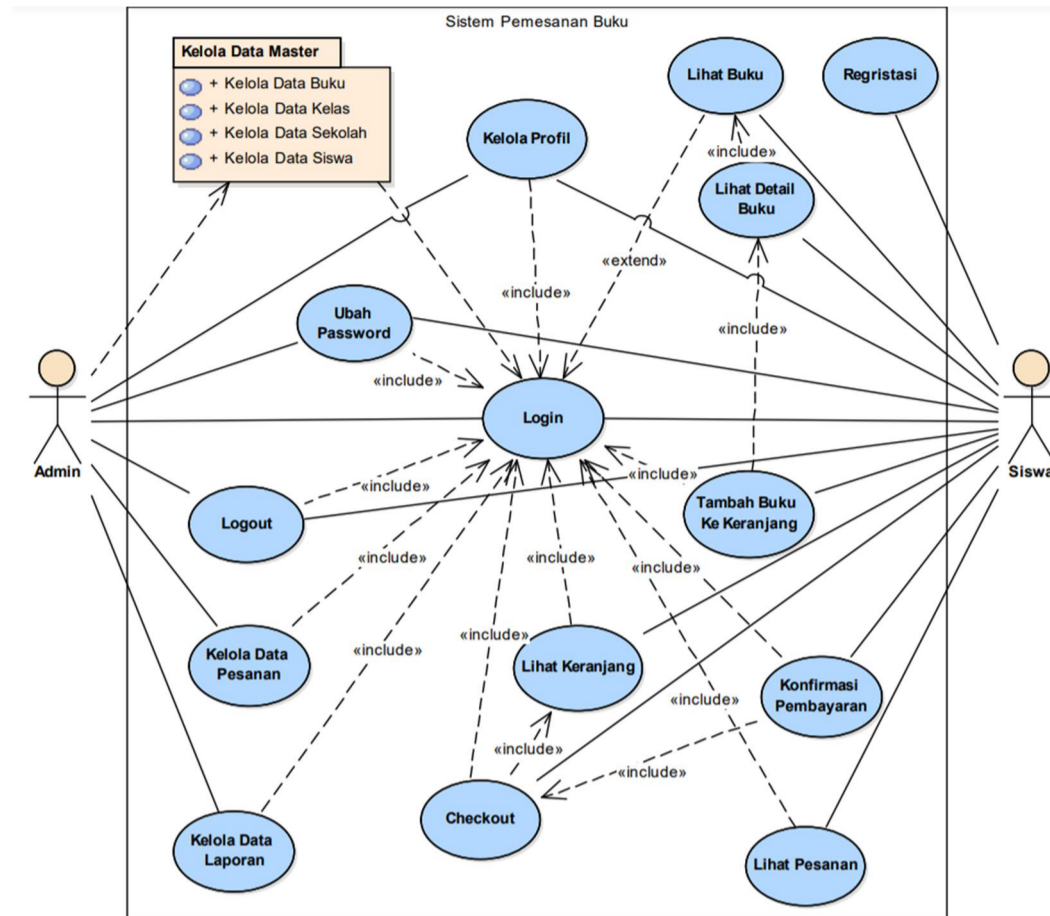 Sistem Pemesanan Buku
Kelola Data Master
+ Kelola Data Buku
+ Kelola Data Kelas
+ Kelola Data Sekolah
+ Kelola Data Siswa
Lihat Buku
Regristasi
Kelola Profil
«include»
Lihat Detail
Buku
«extend»
«include»
Ubah
Password
«include»
«include»
Login
Admin
Siswa
«include»
«include»
Logout
Tambah Buku
Ke Keranjang
«include»
«include»
«include»
Kelola Data
Pesanan
«include»
«include»
Lihat Keranjang
Konfirmasi
Pembayaran
«include»
«include»
«include»
Checkout
Kelola Data
Laporan
Lihat Pesanan